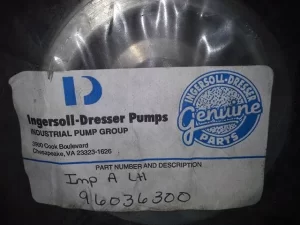 Ingersoll-Dresser Pumps
INDUSTRIAL PUMP GROUP
3900 Cook Boulevard
Chesapeake, VA 23323-1626
INGERSOLL-DRESSER
Genuine
PARTS
PART NUMBER AND DESCRIPTION
Imp A LH
96036300